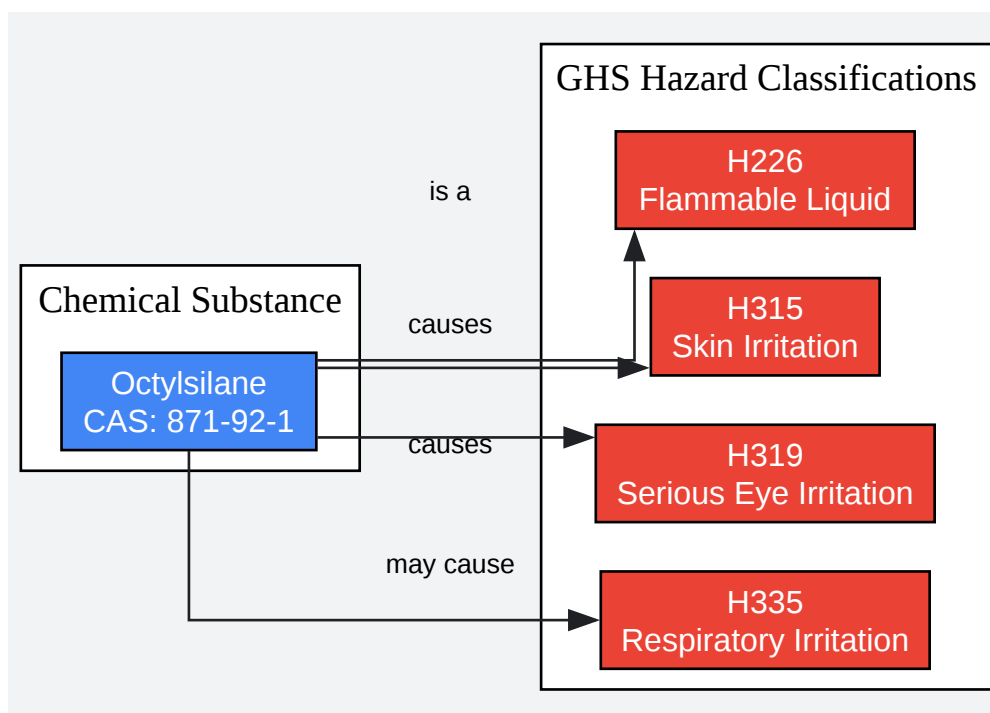 GHS Hazard Classifications
H226
Flammable Liquid
is a
Chemical Substance
H315
Skin Irritation
causes
Octylsilane
CAS: 871-92-1
causes
H319
Serious Eye Irritation
may cause
H335
Respiratory Irritation